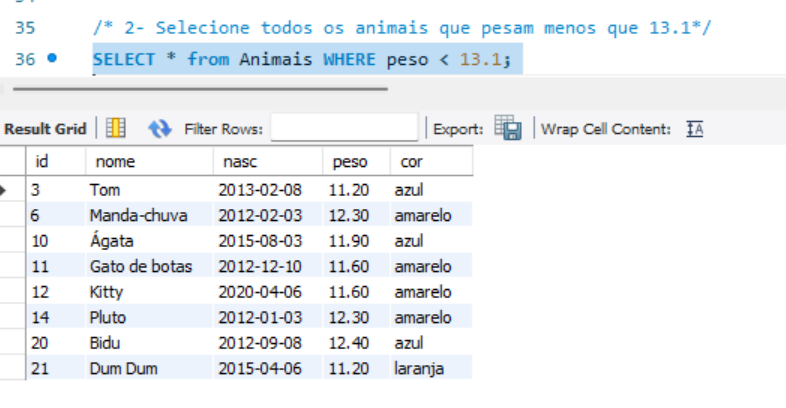 35 /* 2- Selecione todos os animais que pesam menos que 13.1*/
36 SELECT * from Animais WHERE peso < 13.1;
Result Grid Filter Rows: Export: Wrap Cell Content: IA
id nome nasc peso cor
3 Tom 2013-02-08 11.20 azul
6 Manda-chuva 2012-02-03 12.30 amarelo
10 Ágata 2015-08-03 11.90 azul
11 Gato de botas 2012-12-10 11.60 amarelo
12 Kitty 2020-04-06 11.60 amarelo
14 Pluto 2012-01-03 12.30 amarelo
20 Bidu 2012-09-08 12.40 azul
21 Dum Dum 2015-04-06 11.20 laranja